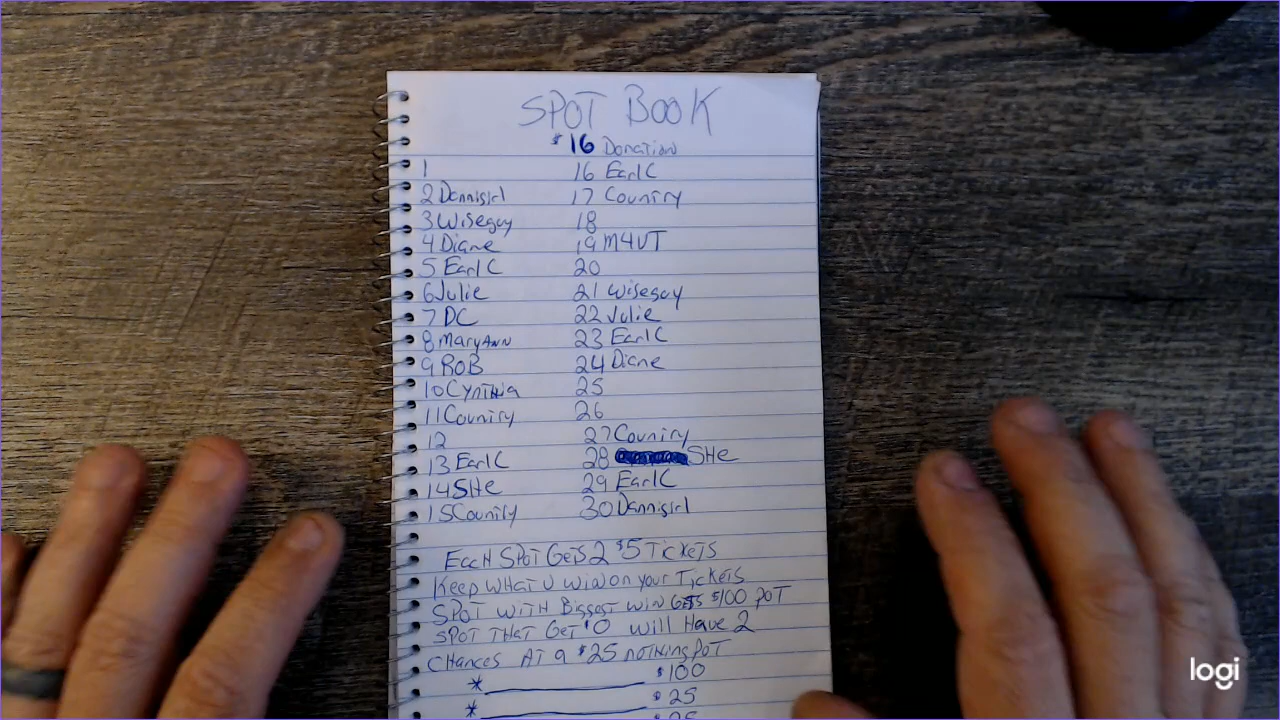 SPOT BOOK
$16 Donation
1 16 EarlC
2 Dannigirl 17 Country
3 Wiseguy 18
4 Diane 19 M4VT
5 EarlC 20
6 Julie 21 Wiseguy
7 DC 22 Julie
8 MaryAnn 23 EarlC
9 ROB 24 Diane
10 Cynthia 25
11 Country 26
12 27 Country
13 EarlC 28 SHe
14 SHe 29 EarlC
15 Country 30 Dannigirl
EacH SPOT GeTS 2 $5 TickeTS
Keep WHAT U WIN ON your TickeTS
SPOT WITH Biggest win GeTS $100 POT
SPOT THAT GeT $0 will Have 2
CHances AT a $25 noTHing POT
* $100
* $25
logi